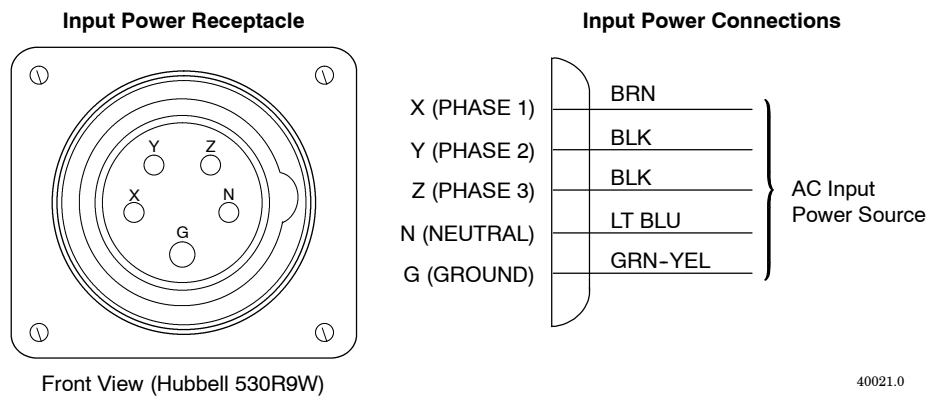 Input Power Receptacle
Input Power Connections
Y
Z
X
N
G
Front View (Hubbell 530R9W)
X (PHASE 1)
BRN
Y (PHASE 2)
BLK
Z (PHASE 3)
BLK
N (NEUTRAL)
LT BLU
G (GROUND)
GRN-YEL
AC Input
Power Source
40021.0